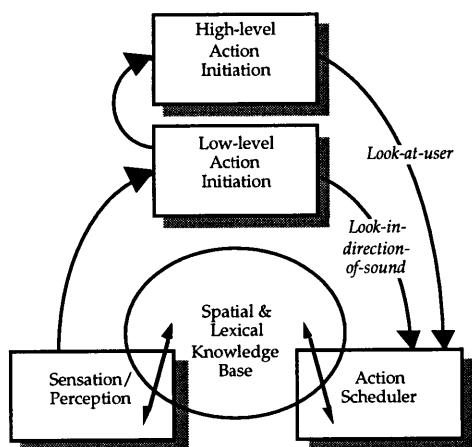 High-level
Action
Initiation
Low-level
Action
Initiation
Look-at-user
Look-in-
direction-
of-sound
Spatial &
Lexical
Knowledge
Base
Sensation/
Perception
Action
Scheduler